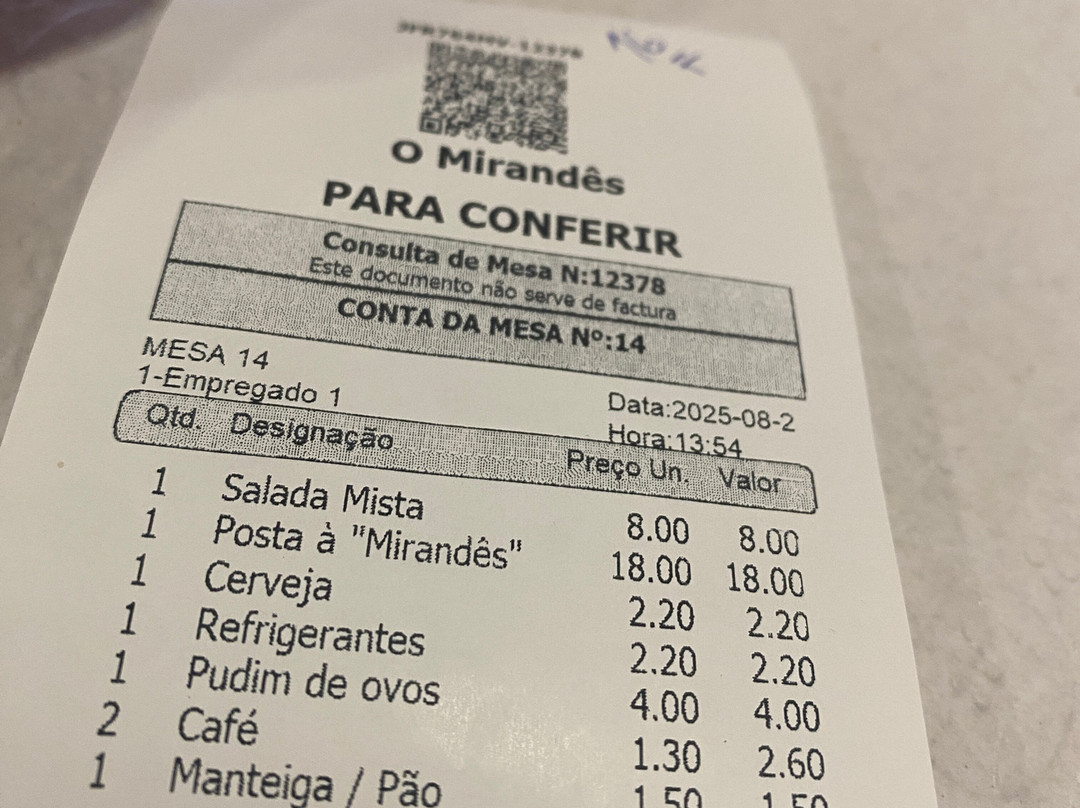 O Mirandês
PARA CONFERIR
Consulta de Mesa N:12378
Este documento não serve de factura
CONTA DA MESA Nº:14
MESA 14
1-Empregado 1
Data:2025-08-2
Hora:13:54
Qtd. Designação Preço Un. Valor
1 Salada Mista 8.00 8.00
1 Posta à "Mirandês" 18.00 18.00
1 Cerveja 2.20 2.20
1 Refrigerantes 2.20 2.20
1 Pudim de ovos 4.00 4.00
2 Café 1.30 2.60
1 Manteiga / Pão 1.50 1.50